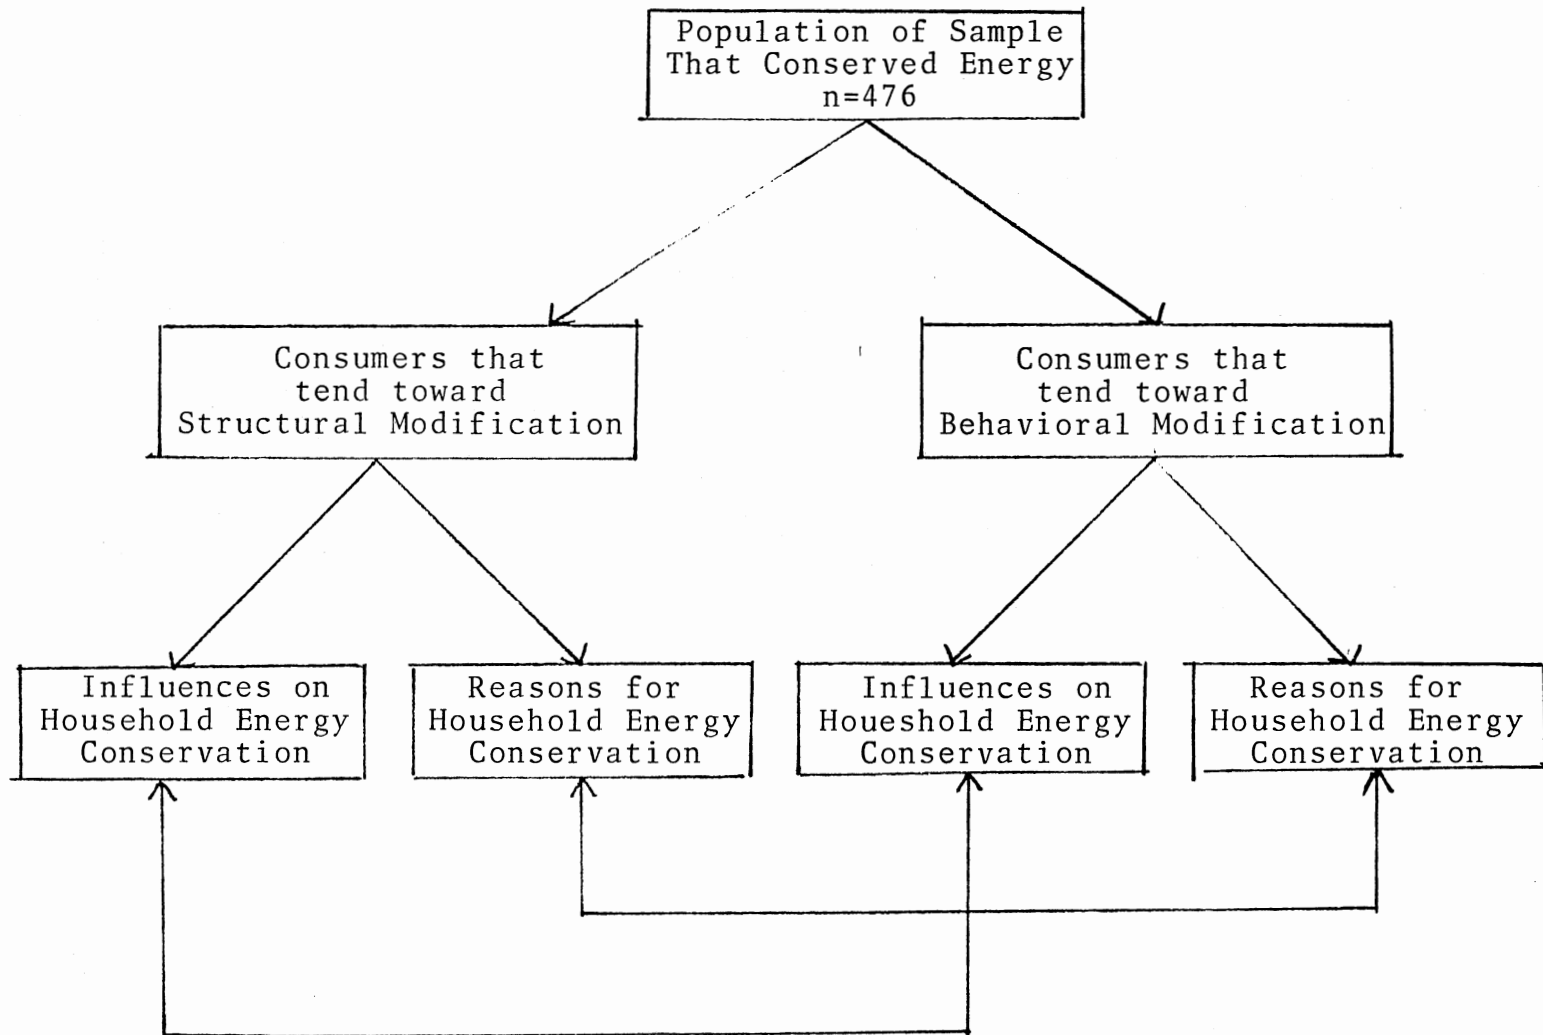 Population of Sample
That Conserved Energy
n=476
Consumers that
tend toward
Structural Modification
Consumers that
tend toward
Behavioral Modification
Influences on
Household Energy
Conservation
Reasons for
Household Energy
Conservation
Influences on
Houeshold Energy
Conservation
Reasons for
Household Energy
Conservation